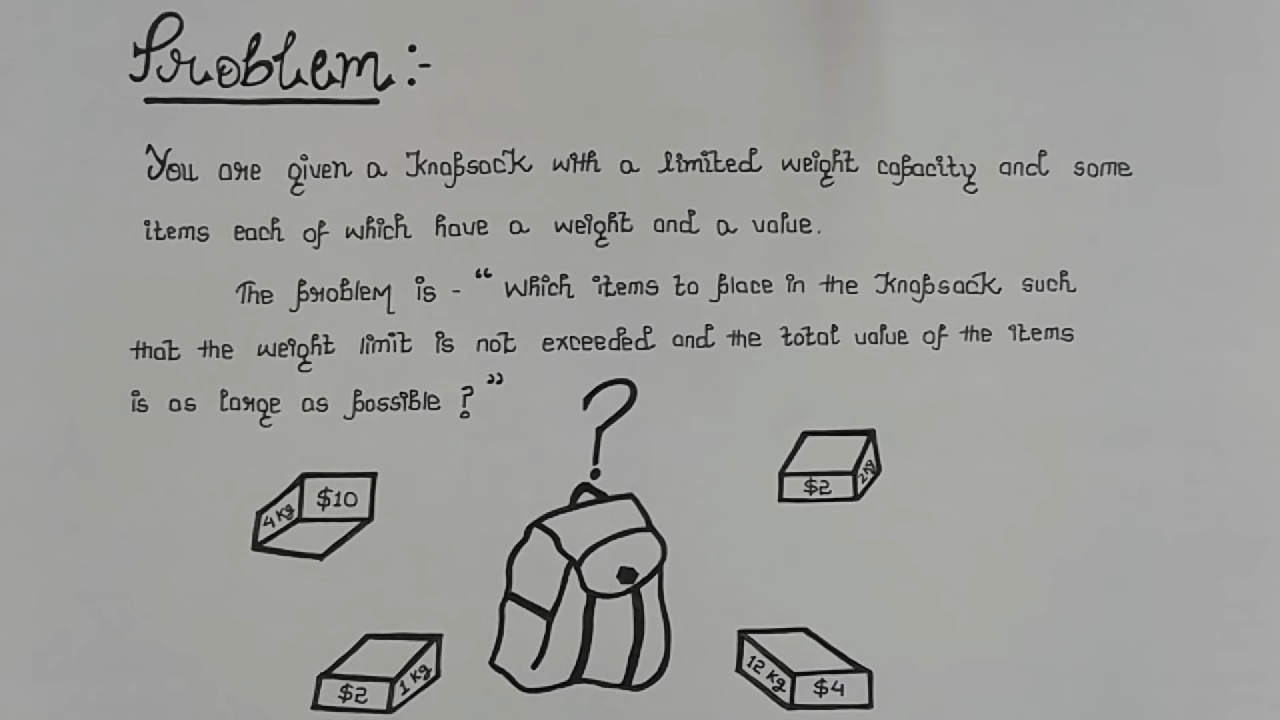 Problem :-
You are given a Knapsack with a limited weight capacity and some
items each of which have a weight and a value.
The problem is - “ Which items to place in the Knapsack such
that the weight limit is not exceeded and the total value of the items
is as large as possible ? ”
?
4 Kg $10
$2 2 Kg
$2 1 Kg
12 Kg $4